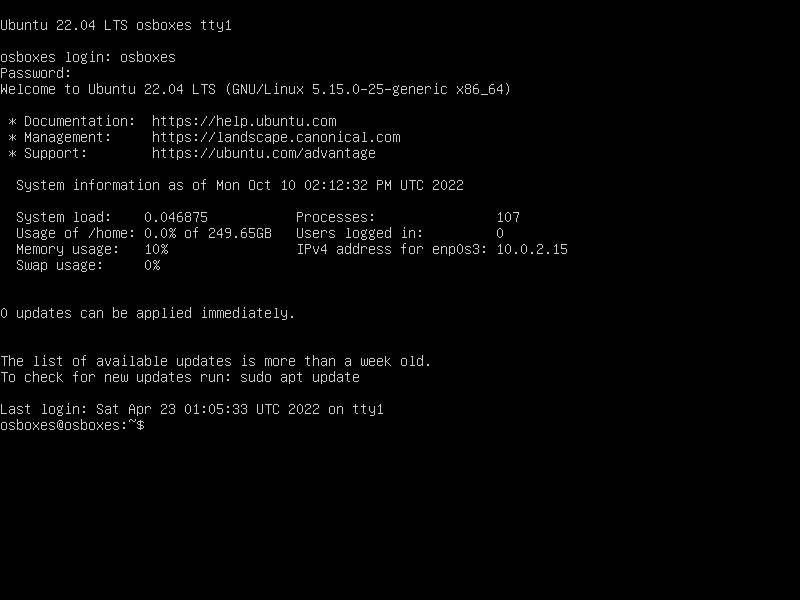 Ubuntu 22.04 LTS osboxes tty1
osboxes login: osboxes
Password:
Welcome to Ubuntu 22.04 LTS (GNU/Linux 5.15.0-25-generic x86_64)
* Documentation:  https://help.ubuntu.com
* Management:     https://landscape.canonical.com
* Support:        https://ubuntu.com/advantage
System information as of Mon Oct 10 02:12:32 PM UTC 2022
System load:    0.046875           Processes:               107
Usage of /home: 0.0% of 249.65GB   Users logged in:         0
Memory usage:   10%                IPv4 address for enp0s3: 10.0.2.15
Swap usage:     0%
0 updates can be applied immediately.
The list of available updates is more than a week old.
To check for new updates run: sudo apt update
Last login: Sat Apr 23 01:05:33 UTC 2022 on tty1
osboxes@osboxes:~$